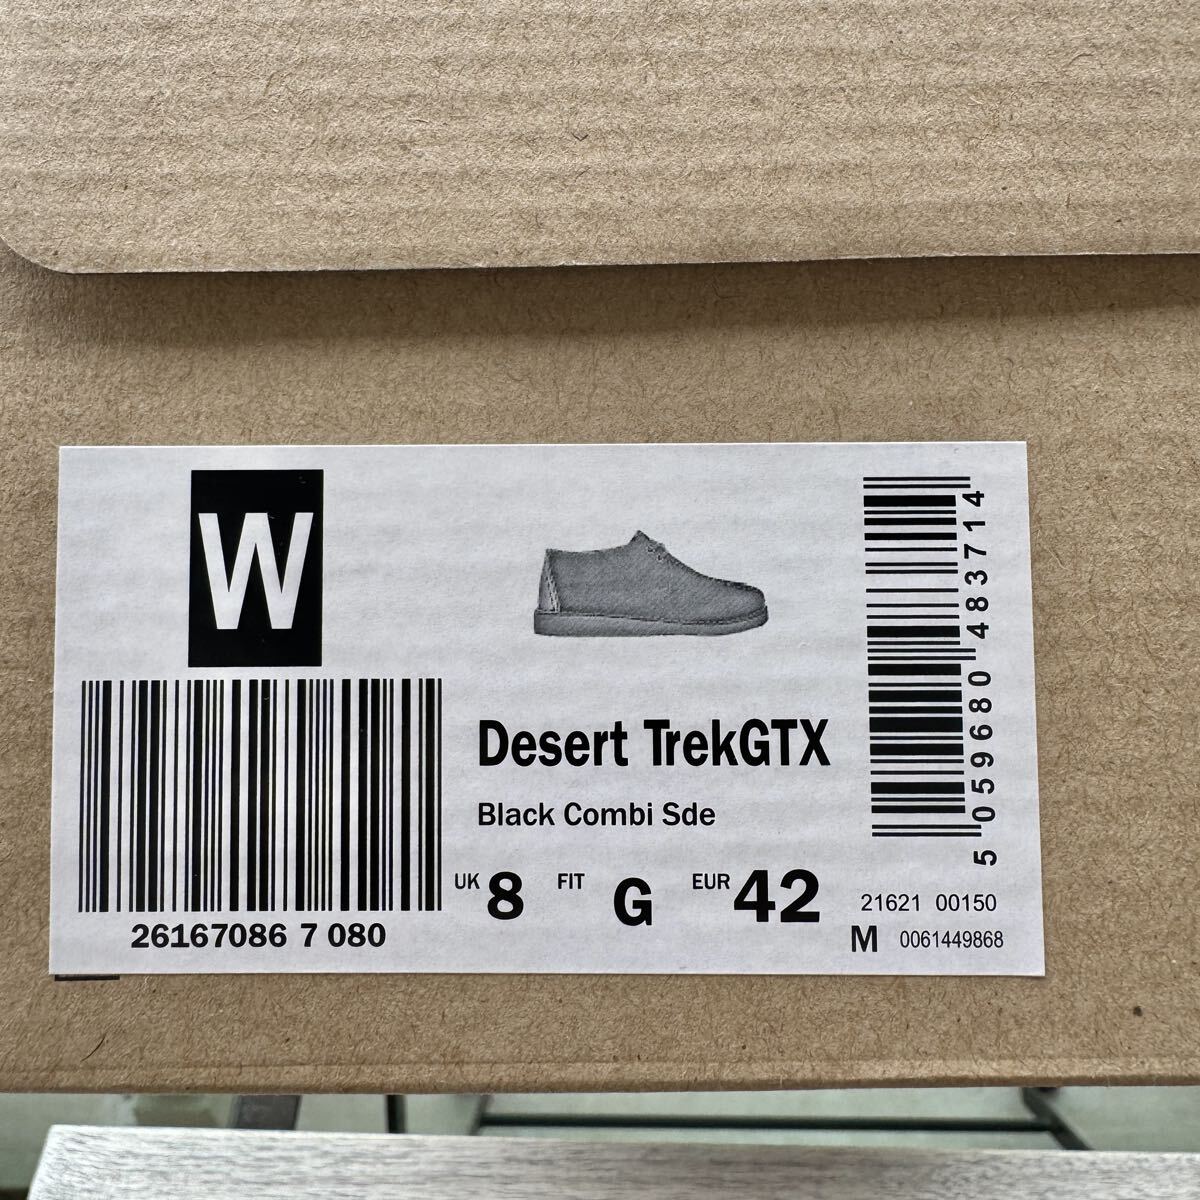 W
26167086 7 080
Desert TrekGTX
Black Combi Sde
UK 8 FIT G EUR 42
5 059680 483714
21621 00150
M 0061449868